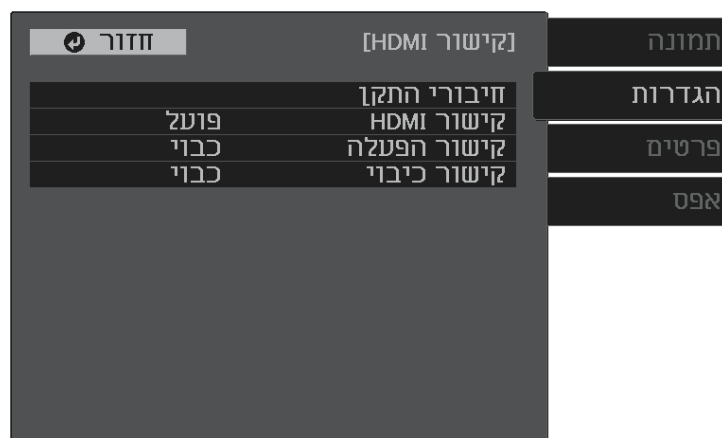 תמונה
הגדרות
פרטים
אפס
[קישור HDMI]
חזור
חיבורי התקן
קישור HDMI פועל
קישור הפעלה כבוי
קישור כיבוי כבוי